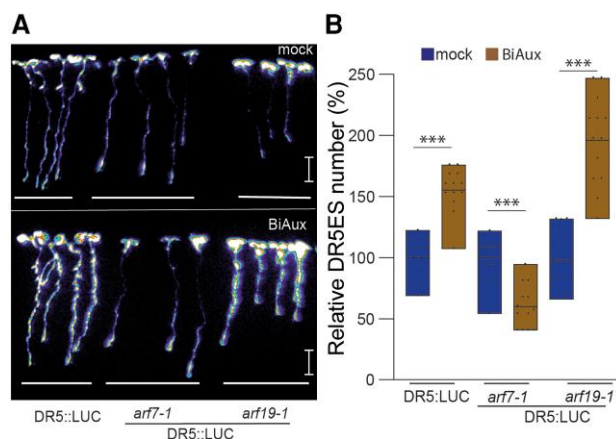 A
mock
BiAux
DR5::LUC
arf7-1
arf19-1
DR5::LUC
B
mock
BiAux
Relative DR5ES number (%)
250
200
150
100
50
0
***
***
***
DR5:LUC
arf7-1
arf19-1
DR5:LUC